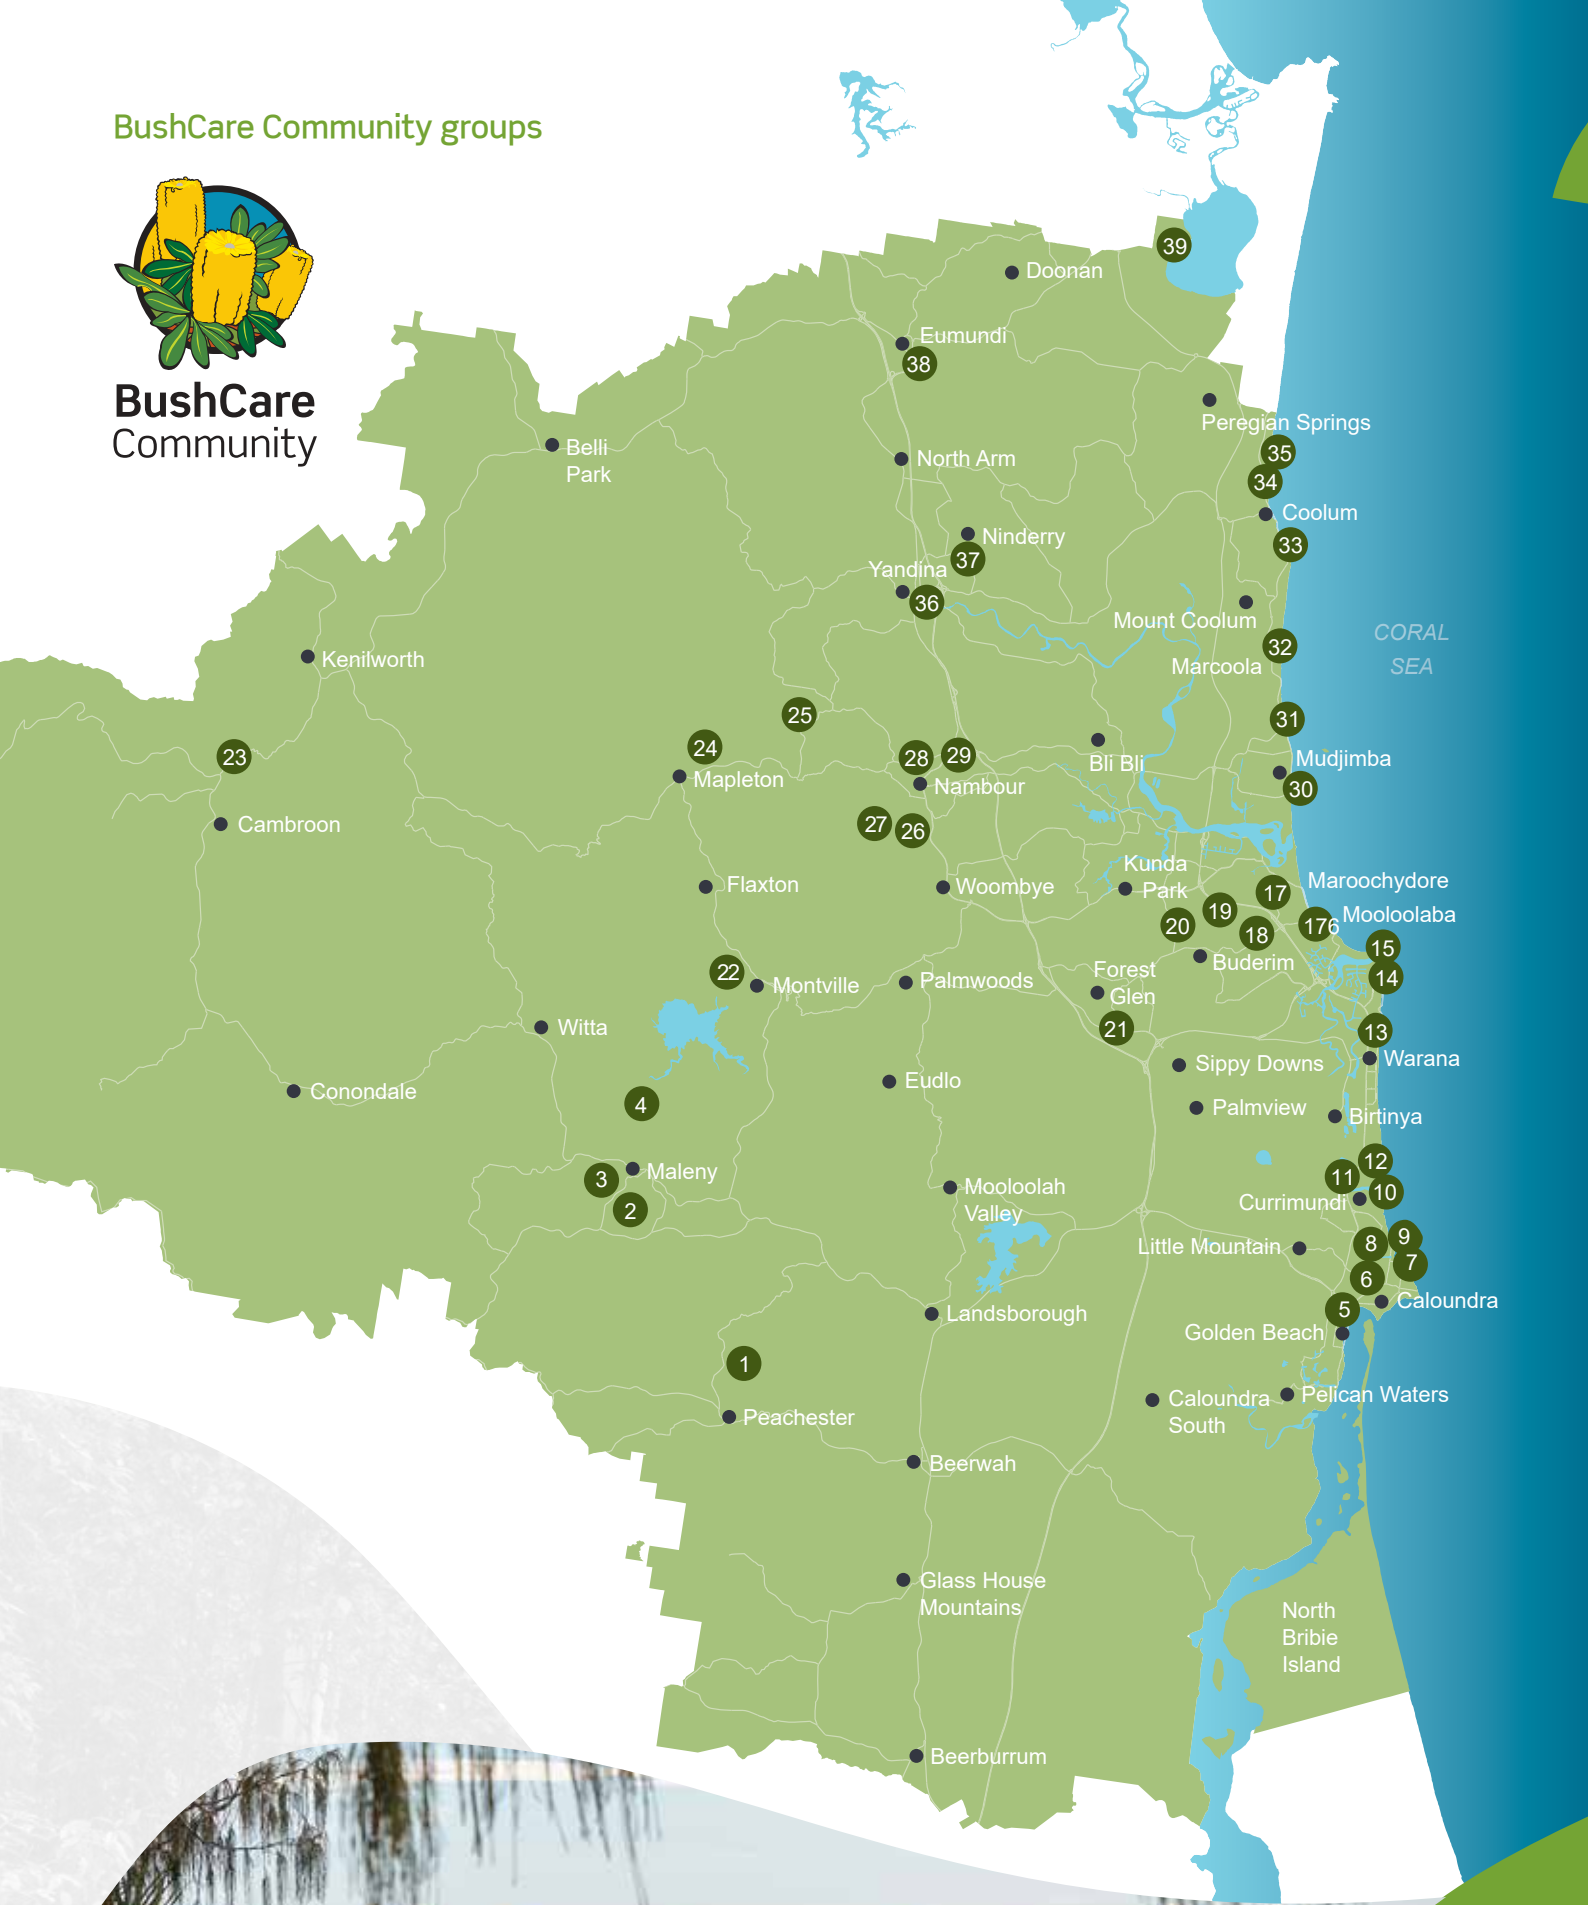 BushCare Community groups
BushCare
Community
39
Doonan
Eumundi
38
Peregian Springs
Belli
Park
North Arm
35
34
Coolum
Ninderry
33
37
Yandina
36
Mount Coolum
CORAL
SEA
32
Marcoola
Kenilworth
25
31
24
23
28
29
Bli Bli
Mudjimba
Mapleton
Nambour
30
Cambroon
27
26
Kunda
Park
Flaxton
Woombye
Maroochydore
17
19
176
Mooloolaba
20
18
15
Buderim
22
Forest
Glen
14
Montville
Palmwoods
21
13
Witta
Warana
Sippy Downs
Eudlo
Conondale
4
Palmview
Birtinya
12
3
Maleny
11
10
Mooloolah
Valley
Currimundi
2
9
8
Little Mountain
7
6
Caloundra
5
Landsborough
Golden Beach
1
Pelican Waters
Caloundra
South
Peachester
Beerwah
Glass House
Mountains
North
Bribie
Island
Beerburrum